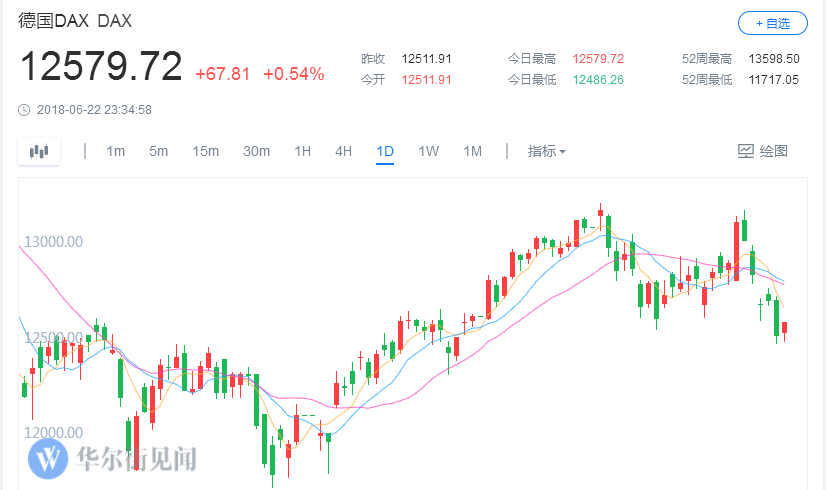 德国DAX DAX
+ 自选
12579.72 +67.81 +0.54%
昨收 12511.91 今日最高 12579.72 52周最高 13598.50
今开 12511.91 今日最低 12486.26 52周最低 11717.05
2018-06-22 23:34:58
1m 5m 15m 30m 1H 4H 1D 1W 1M 指标 绘图
13000.00
12500.00
12000.00
W 华尔街见闻